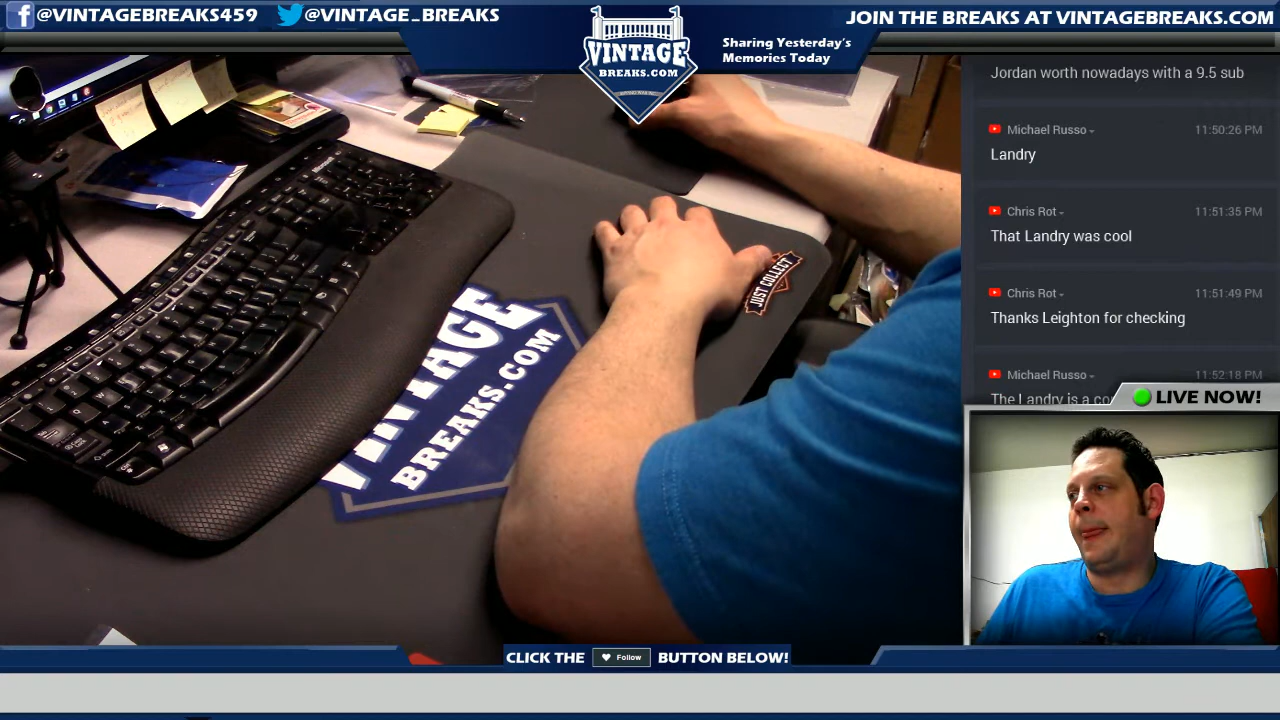 @VINTAGEBREAKS459
@VINTAGE_BREAKS
VINTAGE
BREAKS.COM
Sharing Yesterday's
Memories Today
JOIN THE BREAKS AT VINTAGEBREAKS.COM
Jordan worth nowadays with a 9.5 sub
Michael Russo
11:50:26 PM
Landry
Chris Rot
11:51:35 PM
That Landry was cool
Chris Rot
11:51:49 PM
Thanks Leighton for checking
Michael Russo
11:52:18 PM
The Landry is a co
LIVE NOW!
JUST COLLECT
VINTAGE
BREAKS.COM
CLICK THE
Follow
BUTTON BELOW!